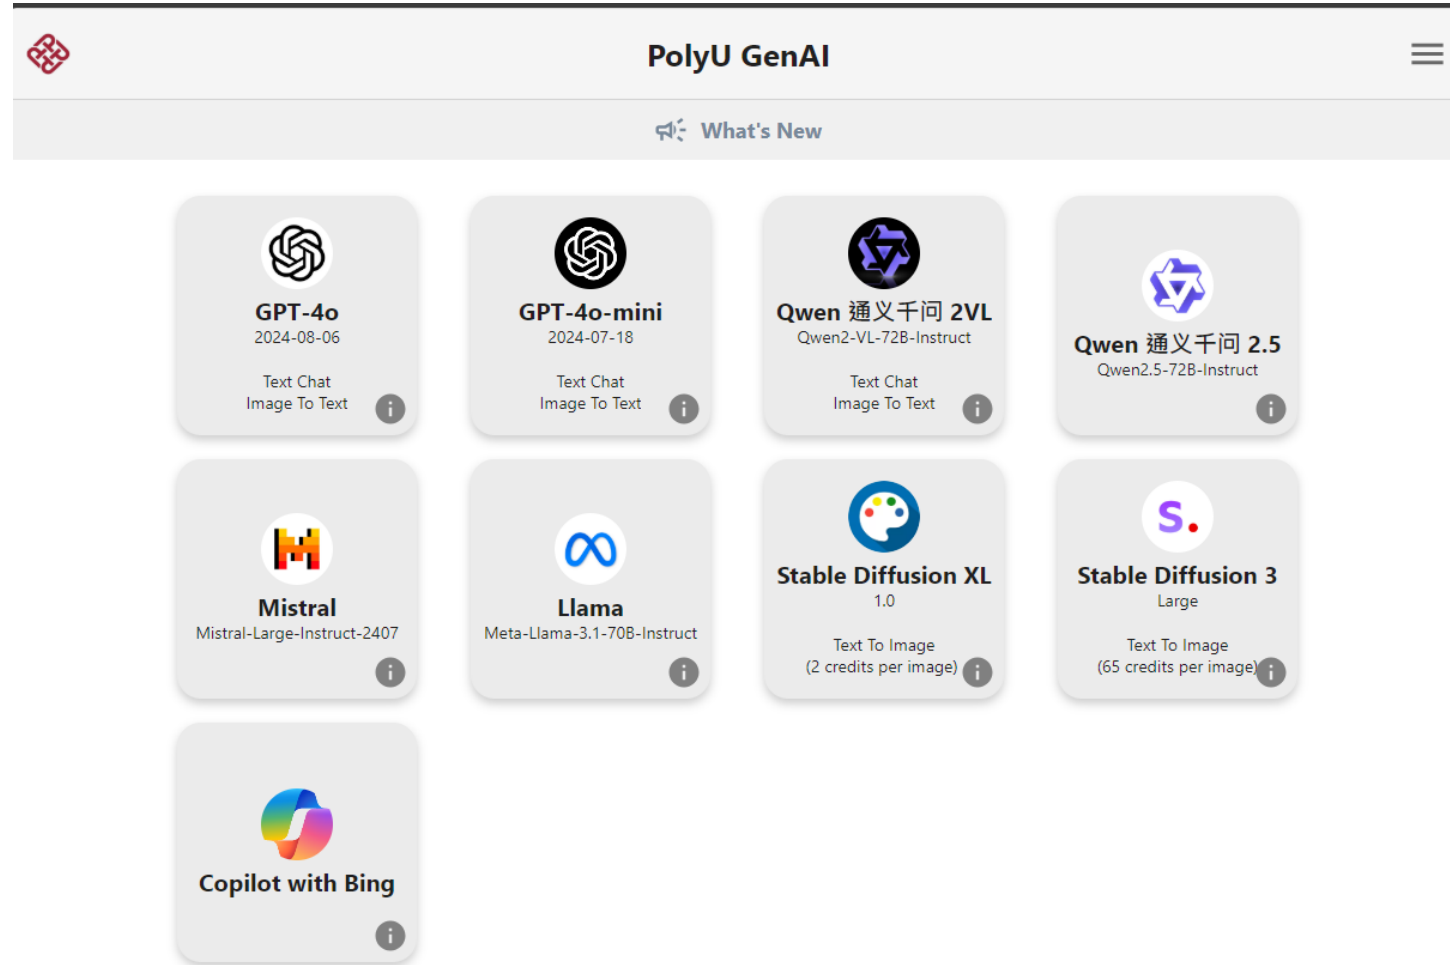 PolyU GenAI
What's New
GPT-4o
2024-08-06
Text Chat
Image To Text
GPT-4o-mini
2024-07-18
Text Chat
Image To Text
Qwen 通义千问 2VL
Qwen2-VL-72B-Instruct
Text Chat
Image To Text
Qwen 通义千问 2.5
Qwen2.5-72B-Instruct
Mistral
Mistral-Large-Instruct-2407
Llama
Meta-Llama-3.1-70B-Instruct
Stable Diffusion XL
1.0
Text To Image
(2 credits per image)
S.
Stable Diffusion 3
Large
Text To Image
(65 credits per image)
Copilot with Bing